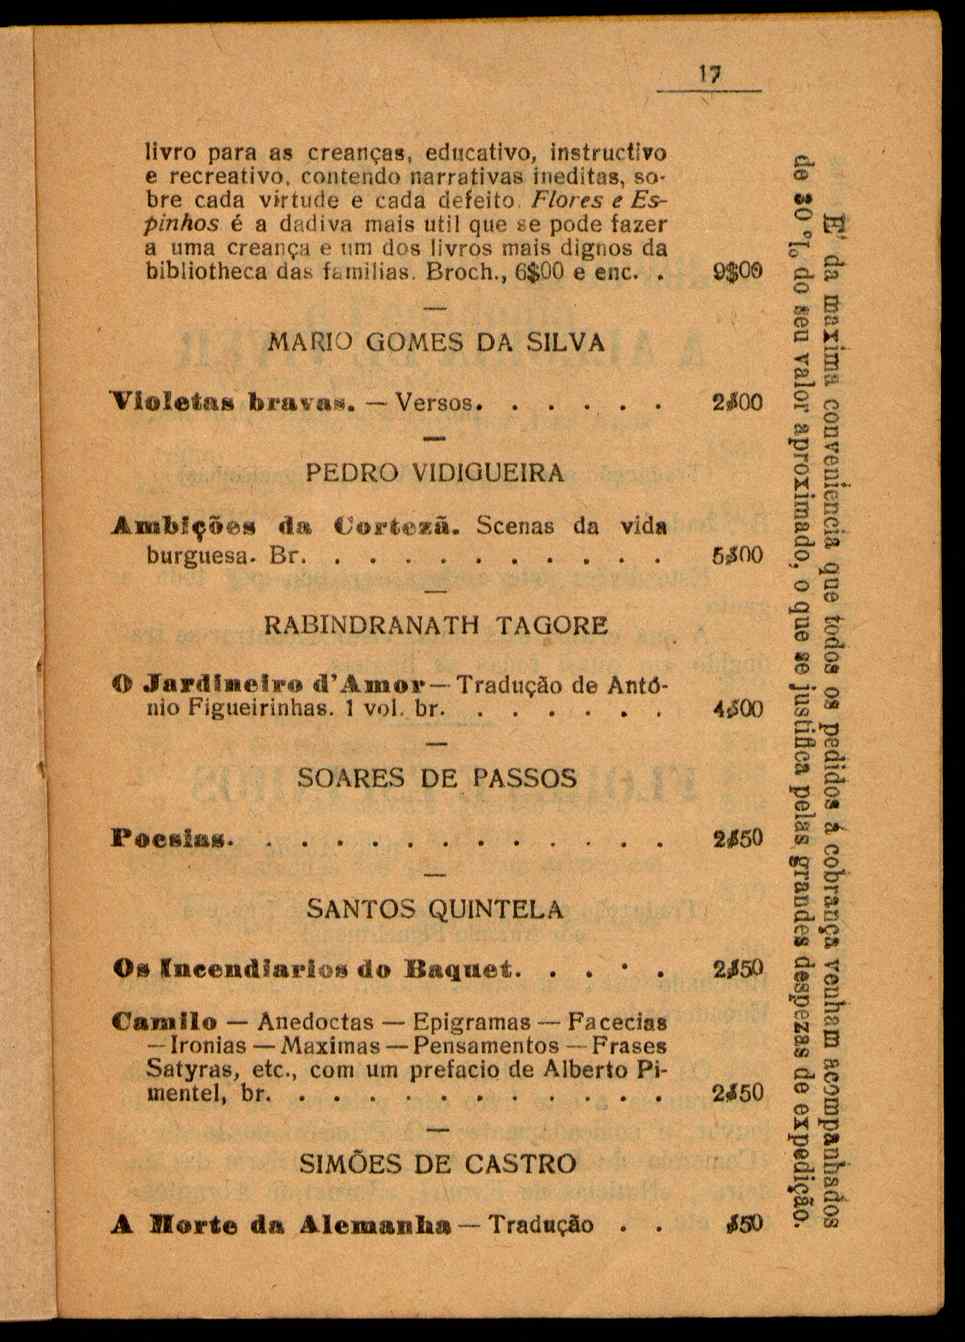 17
livro para as creanças, educativo, instructivo
e recreativo, contendo narrativas ineditas, so-
bre cada virtude e cada defeito. Flores e Es-
pinhos é a dadiva mais util que se pode fazer
a uma creança e um dos livros mais dignos da
bibliotheca das familias. Broch., 6$00 e enc. . 9$00
MARIO GOMES DA SILVA
Violetas bravas. — Versos. . . . . . . 2$00
PEDRO VIDIGUEIRA
Ambições da Cortezã. Scenas da vida
burguesa. Br. . . . . . . . . . . . 5$00
RABINDRANATH TAGORE
O Jardineiro d'Amor — Tradução de Antó-
nio Figueirinhas. 1 vol. br. . . . . . . 4$00
SOARES DE PASSOS
Poesias. . . . . . . . . . . . . . 2$50
SANTOS QUINTELA
Os Incendiarios do Baquet. . . . . . 2$50
Camilo — Anedoctas — Epigramas — Facecias
— Ironias — Maximas — Pensamentos — Frases
Satyras, etc., com um prefacio de Alberto Pi-
mentel, br. . . . . . . . . . . . . 2$50
SIMÕES DE CASTRO
A Morte da Alemanha — Tradução . . $50
E' da maxima conveniencia que todos os pedidos á cobrança venham acompanhados
de 30 %, do seu valor aproximado, o que se justifica pelas grandes despezas de expedição.